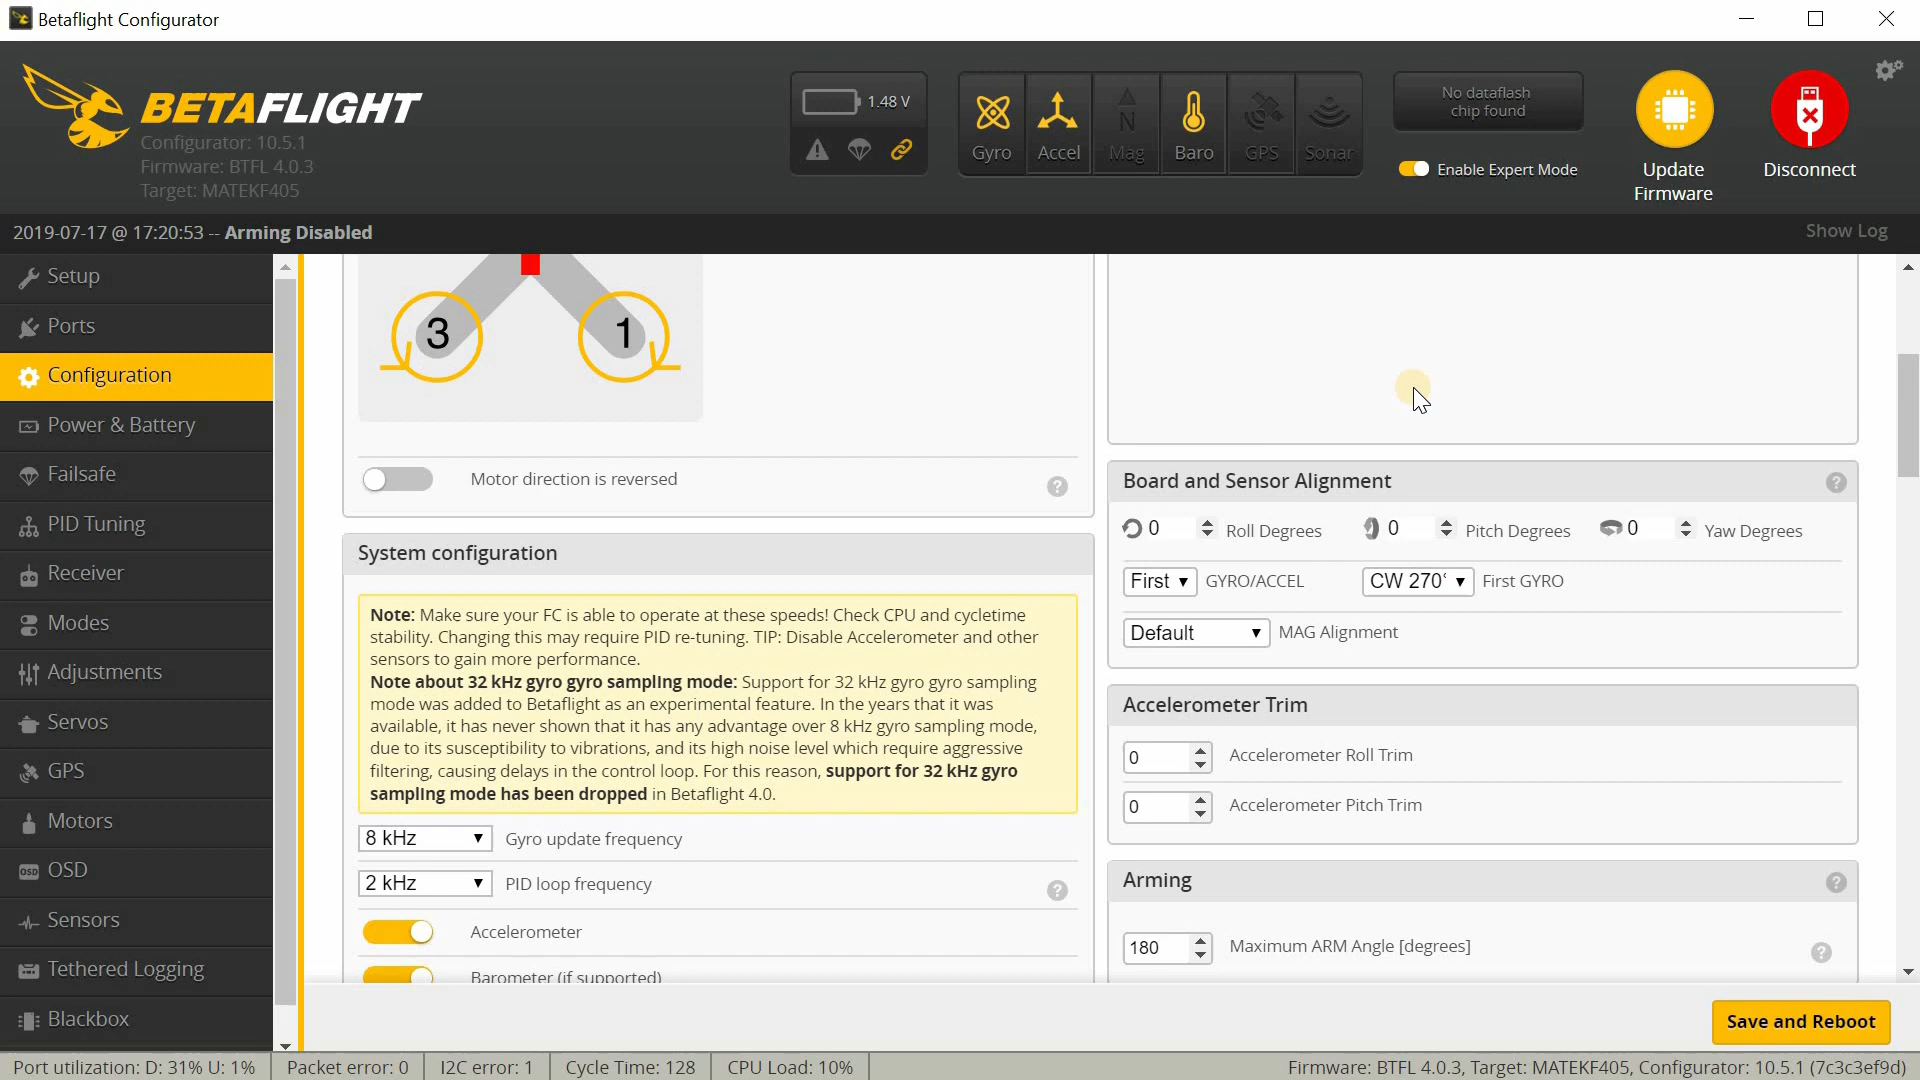 Betaflight Configurator
BETAFLIGHT
Configurator: 10.5.1
Firmware: BTFL 4.0.3
Target: MATEKF405
1.48 V
Gyro
Accel
N
Mag
Baro
GPS
Sonar
No dataflash
chip found
Enable Expert Mode
Update
Firmware
Disconnect
2019-07-17 @ 17:20:53 -- Arming Disabled
Show Log
Setup
Ports
Configuration
Power & Battery
Failsafe
PID Tuning
Receiver
Modes
Adjustments
Servos
GPS
Motors
OSD
OSD
Sensors
Tethered Logging
Blackbox
3
1
Motor direction is reversed
?
System configuration
Note: Make sure your FC is able to operate at these speeds! Check CPU and cycletime
stability. Changing this may require PID re-tuning. TIP: Disable Accelerometer and other
sensors to gain more performance.
Note about 32 kHz gyro gyro sampling mode: Support for 32 kHz gyro gyro sampling
mode was added to Betaflight as an experimental feature. In the years that it was
available, it has never shown that it has any advantage over 8 kHz gyro sampling mode,
due to its susceptibility to vibrations, and its high noise level which require aggressive
filtering, causing delays in the control loop. For this reason, support for 32 kHz gyro
sampling mode has been dropped in Betaflight 4.0.
8 kHz Gyro update frequency
2 kHz PID loop frequency
?
Accelerometer
Barometer (if supported)
Board and Sensor Alignment
?
0 Roll Degrees 0 Pitch Degrees 0 Yaw Degrees
First GYRO/ACCEL CW 270° First GYRO
Default MAG Alignment
Accelerometer Trim
0 Accelerometer Roll Trim
0 Accelerometer Pitch Trim
Arming
?
180 Maximum ARM Angle [degrees]
?
Save and Reboot
Port utilization: D: 31% U: 1%
Packet error: 0
I2C error: 1
Cycle Time: 128
CPU Load: 10%
Firmware: BTFL 4.0.3, Target: MATEKF405, Configurator: 10.5.1 (7c3c3ef9d)